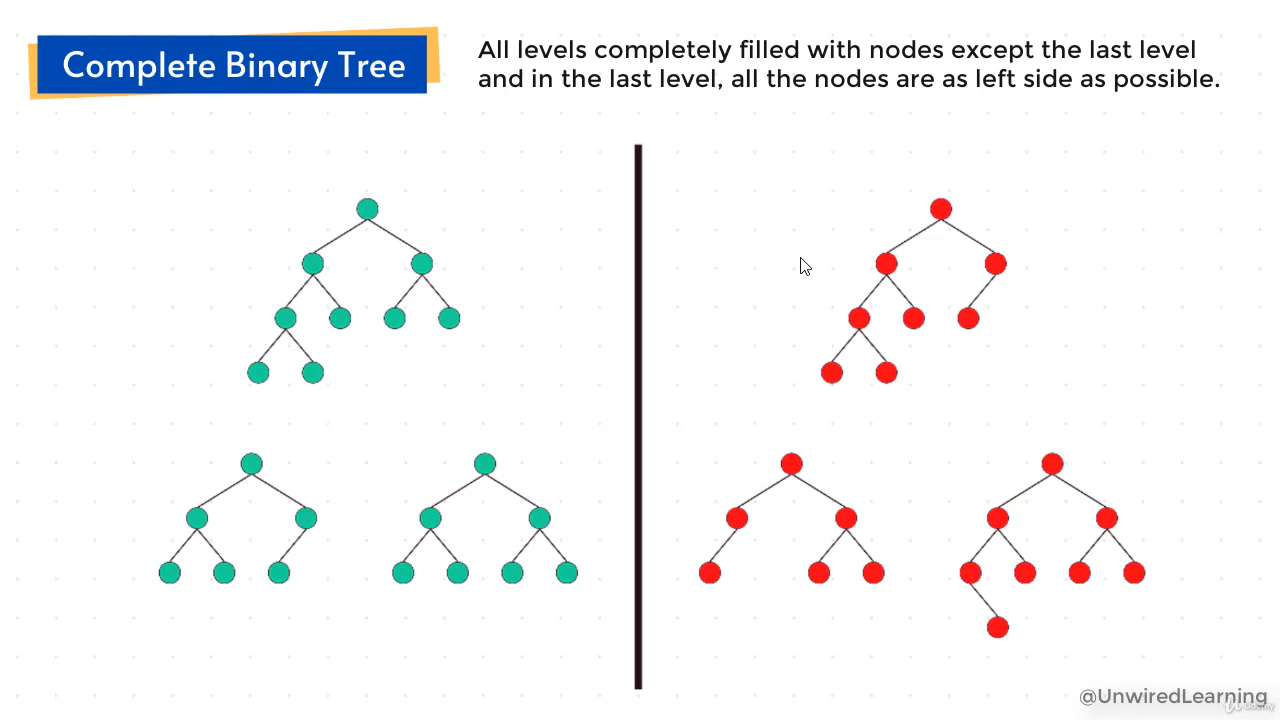 Complete Binary Tree
All levels completely filled with nodes except the last level
and in the last level, all the nodes are as left side as possible.
@UnwiredLearning
Udemy